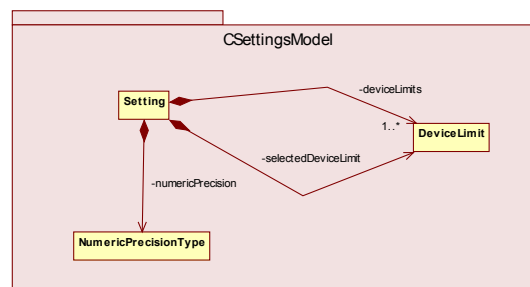 CSettingsModel
Setting
-deviceLimits
1..*
DeviceLimit
-selectedDeviceLimit
-numericPrecision
NumericPrecisionType